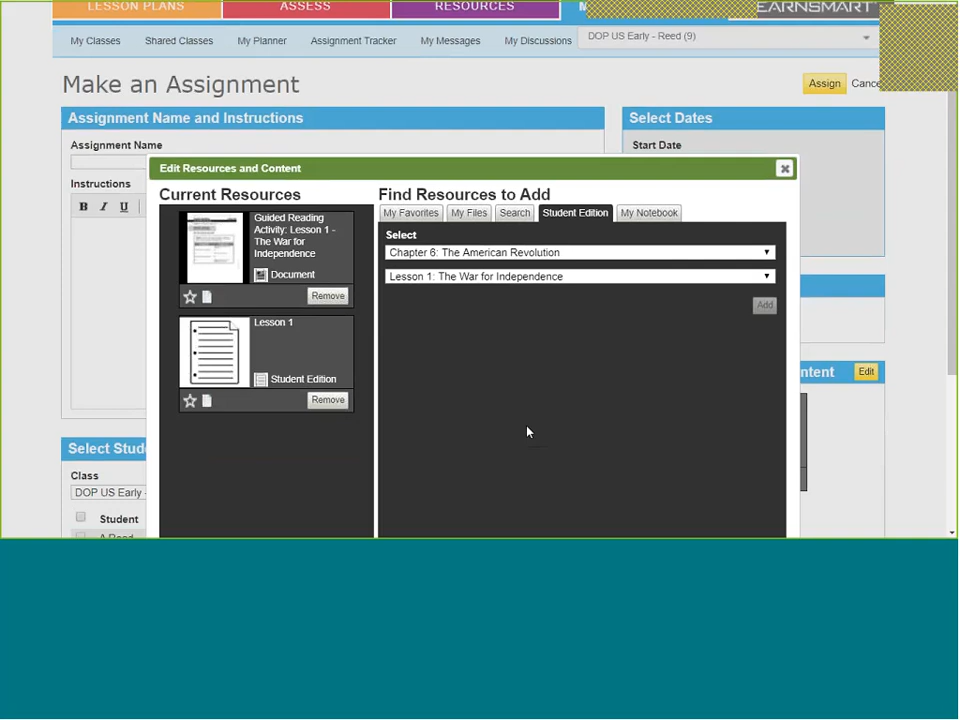 LESSON PLANS ASSESS RESOURCES
My Classes Shared Classes My Planner Assignment Tracker My Messages My Discussions DOP US Early - Reed (9)
Make an Assignment
Assign
Assignment Name and Instructions
Select Dates
Assignment Name
Start Date
Edit Resources and Content
Instructions
B I U
Current Resources
Find Resources to Add
My Favorites My Files Search Student Edition My Notebook
Guided Reading
Activity: Lesson 1 -
The War for
Independence
Document
Remove
Lesson 1
Student Edition
Remove
Select
Chapter 6: The American Revolution
Lesson 1: The War for Independence
Add
Edit
Class
DOP US Early -
Student